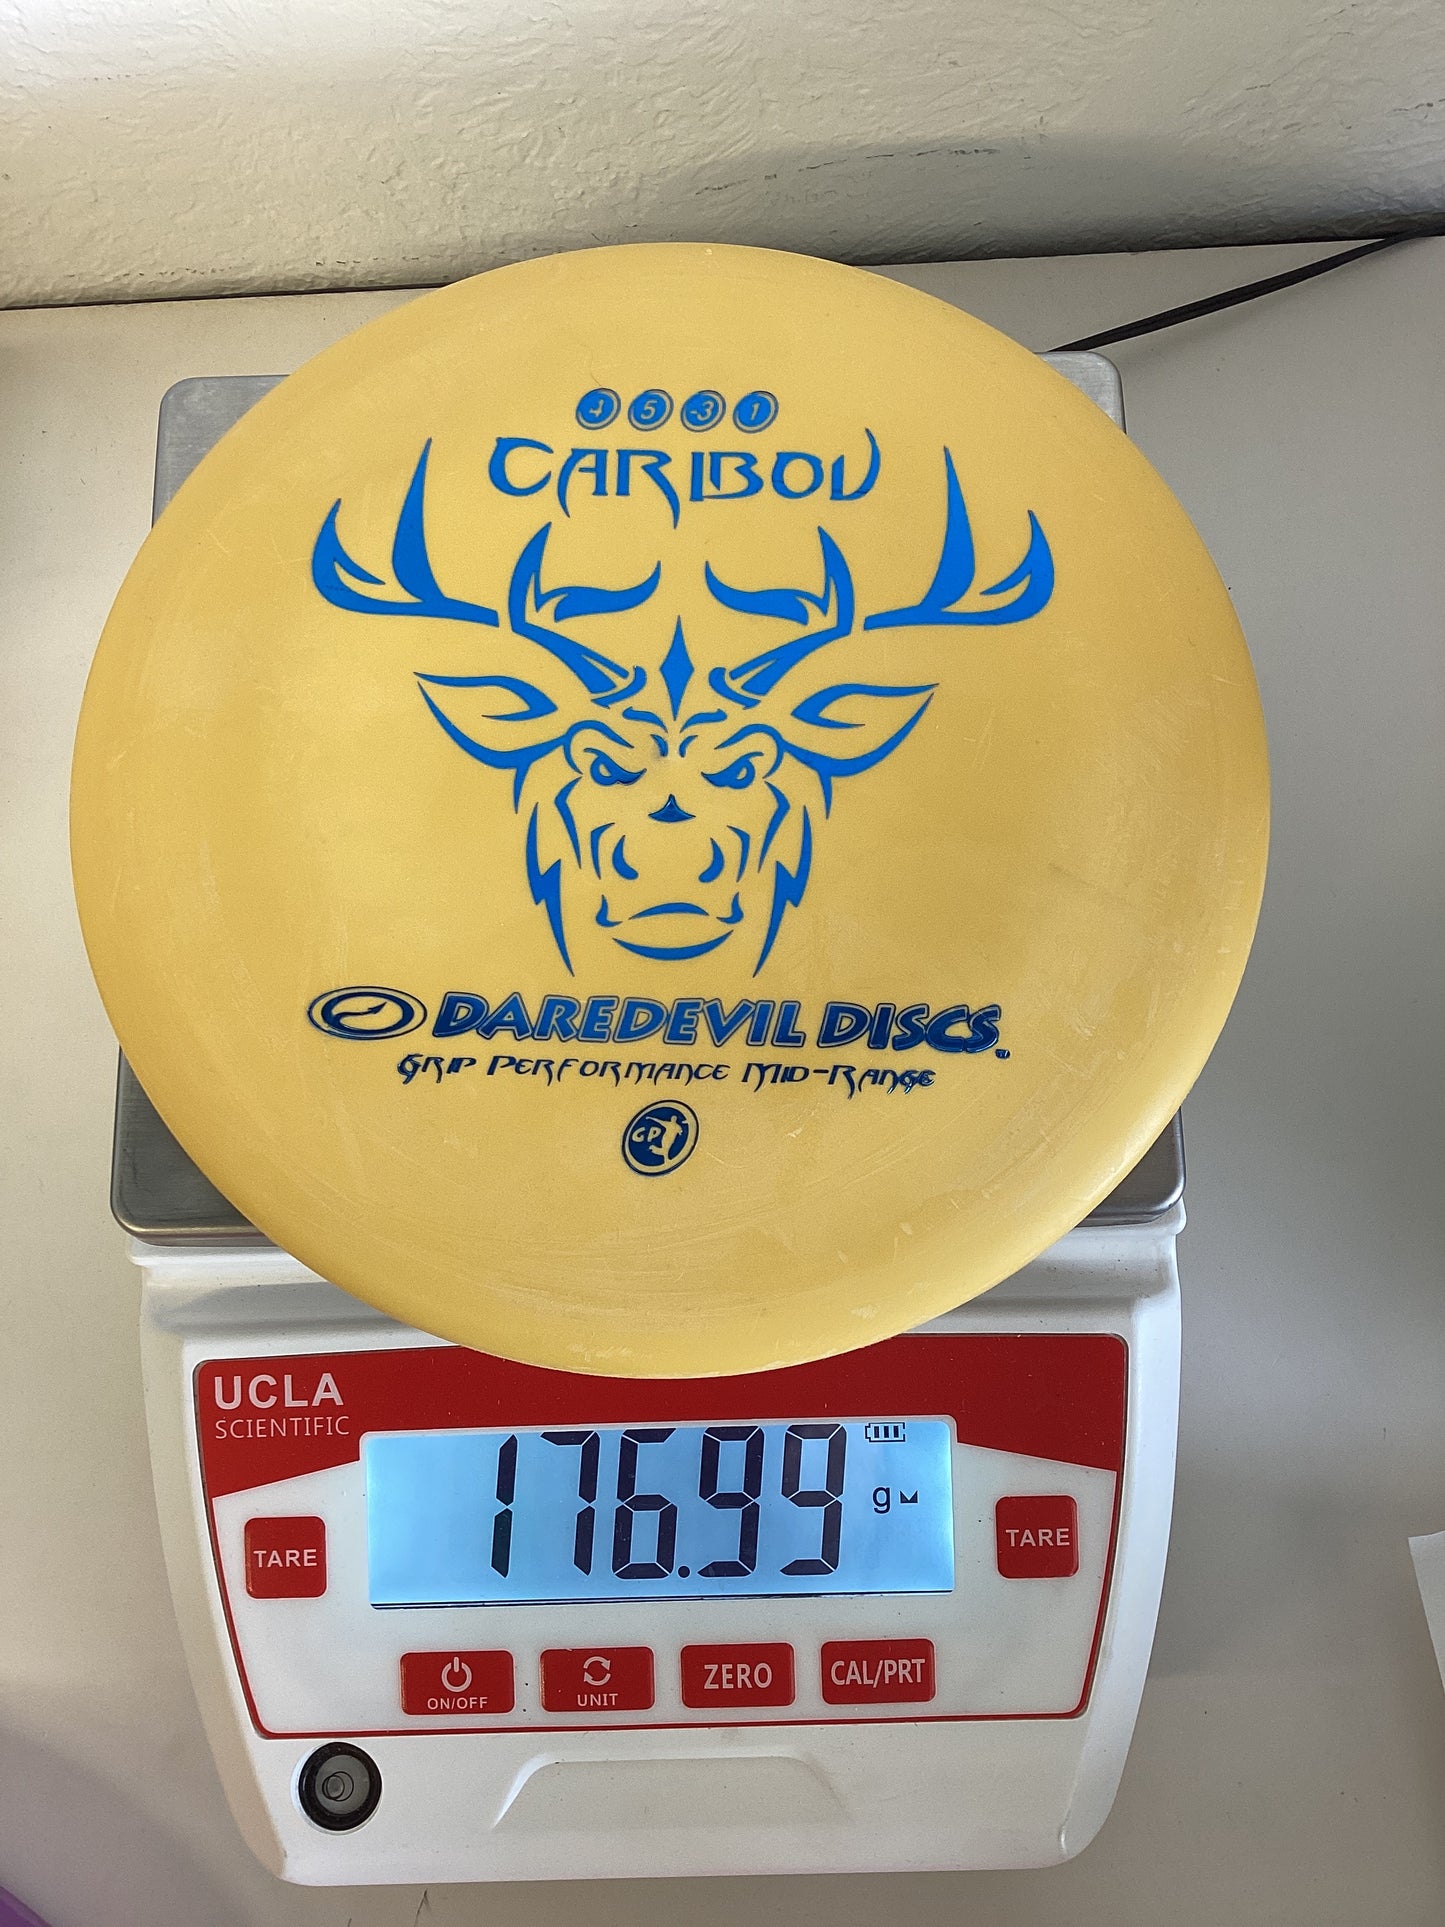 4 5 -3 1
CARIBOU
DAREDEVIL DISCS
GRIP PERFORMANCE MID-RANGE
GP
UCLA
SCIENTIFIC
176.99 g
TARE
TARE
ON/OFF UNIT ZERO CAL/PRT